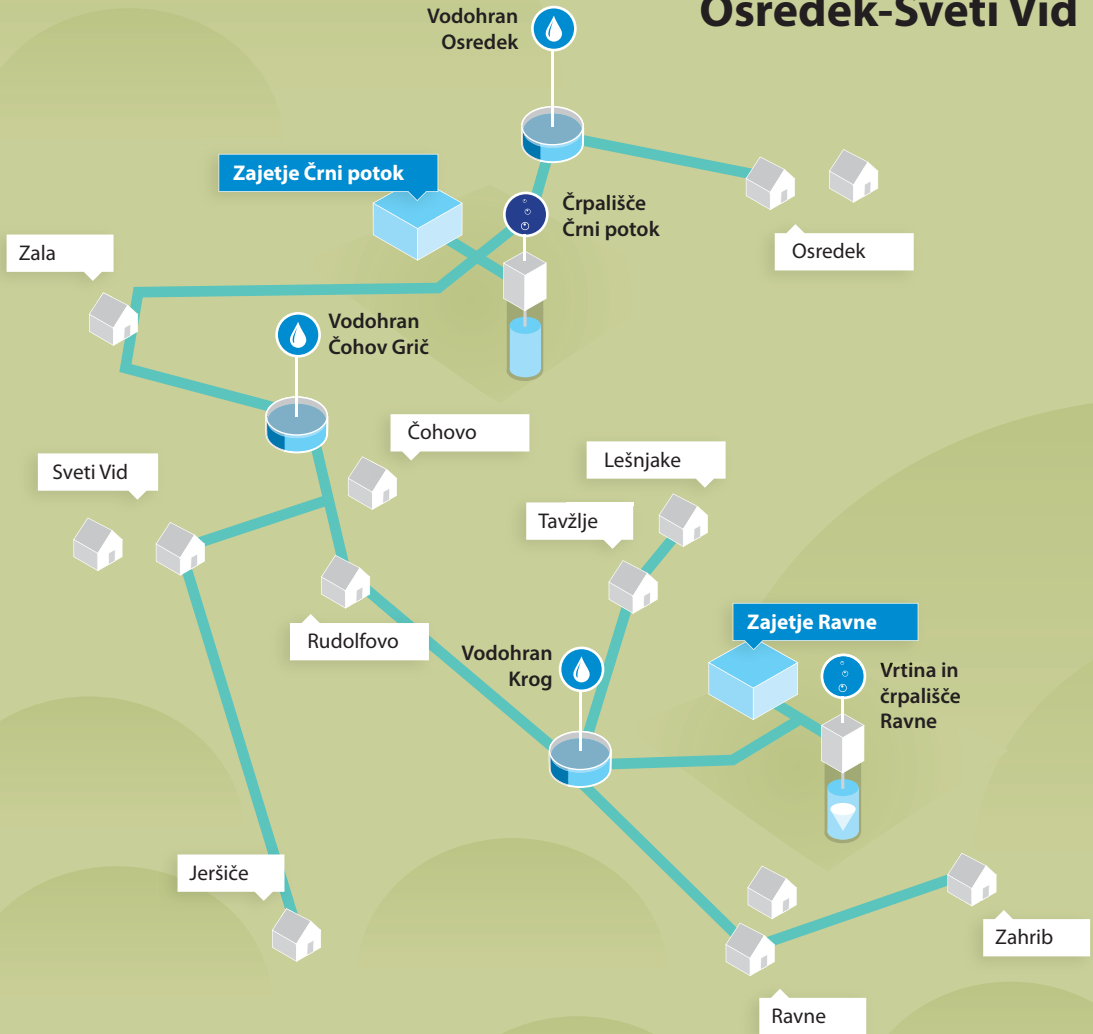 Osredek-Sveti Vid
Vodohran
Osredek
Zajetje Črni potok
Črpališče
Črni potok
Osredek
Zala
Vodohran
Čohov Grič
Čohovo
Sveti Vid
Lešnjake
Tavžlje
Rudolfovo
Zajetje Ravne
Vodohran
Krog
Vrtina in
črpališče
Ravne
Jeršiče
Zahrib
Ravne